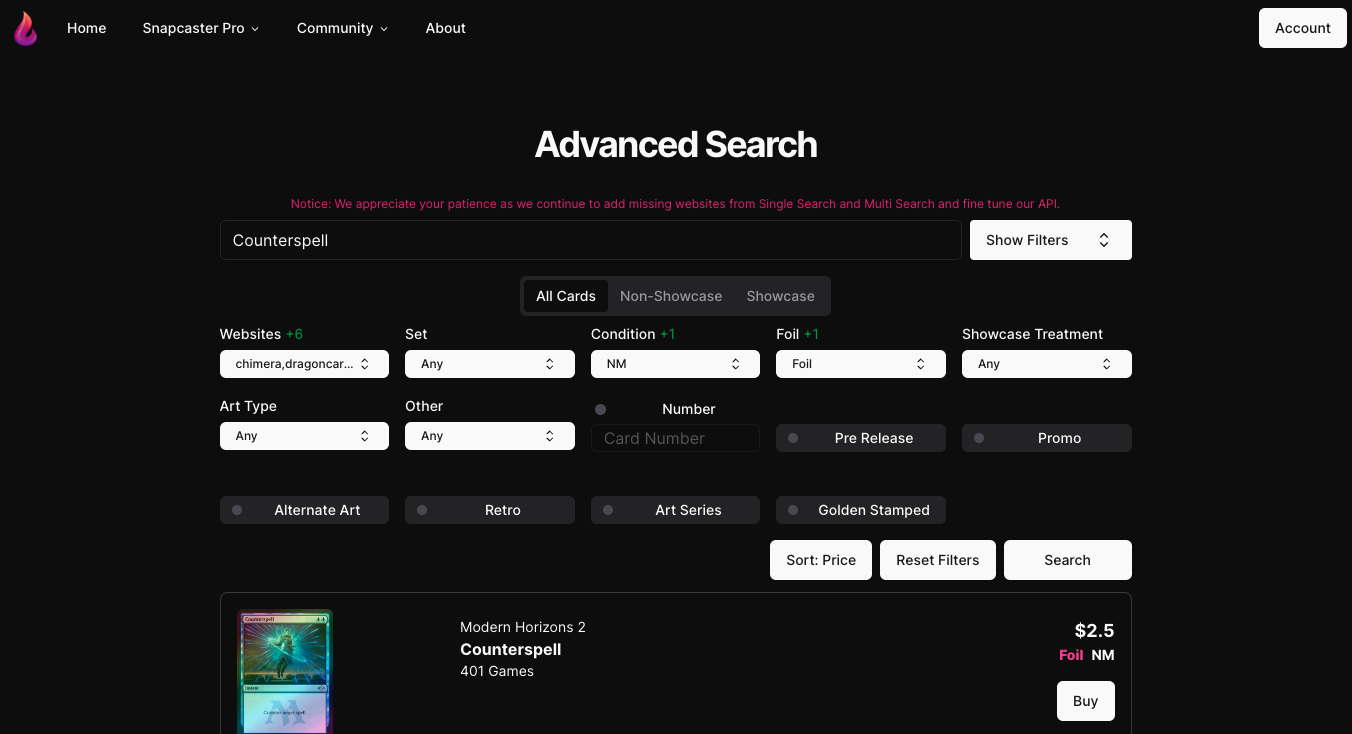 Home Snapcaster Pro Community About Account
Advanced Search
Notice: We appreciate your patience as we continue to add missing websites from Single Search and Multi Search and fine tune our API.
Counterspell Show Filters
All Cards Non-Showcase Showcase
Websites +6 Set Condition +1 Foil +1 Showcase Treatment
chimera,dragoncar... Any NM Foil Any
Art Type Other Number
Any Any Card Number Pre Release Promo
Alternate Art Retro Art Series Golden Stamped
Sort: Price Reset Filters Search
Counterspell
Instant
Counter target spell.
Modern Horizons 2
Counterspell
401 Games
$2.5
Foil NM
Buy